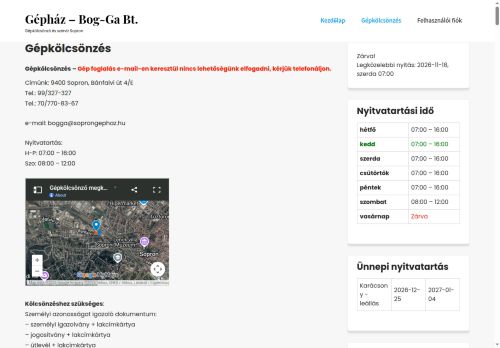 Gépház – Bog-Ga Bt.
Gépkölcsönző és szerviz Sopron
Kezdőlap
Gépkölcsönzés
Felhasználói fiók
Gépkölcsönzés
Gépkölcsönzés – Gép foglalás e-mail-en keresztül nincs lehetőségünk elfogadni, kérjük telefonáljon.
Címünk: 9400 Sopron, Bánfalvi út 4/E
Tel.: 99/327-327
Tel.: 70/770-83-67
e-mail: bogga@soprongephaz.hu
Nyitvatartás:
H-P: 07:00 – 16:00
Szo: 08:00 – 12:00
Gépkölcsönző megk...
About
Sopron
Kölcsönzéshez szükséges:
Személyi azonosságot igazoló dokumentum:
– személyi igazolvány + lakcímkártya
– jogosítvány + lakcímkártya
– útlevél + lakcímkártya
Zárva!
Legközelebbi nyitás: 2026-11-18, szerda 07:00
Nyitvatartási idő
hétfő 07:00 – 16:00
kedd 07:00 – 16:00
szerda 07:00 – 16:00
csütörtök 07:00 – 16:00
péntek 07:00 – 16:00
szombat 08:00 – 12:00
vasárnap Zárva
Ünnepi nyitvatartás
Karácsony - leállás 2026-12-25 2027-01-04